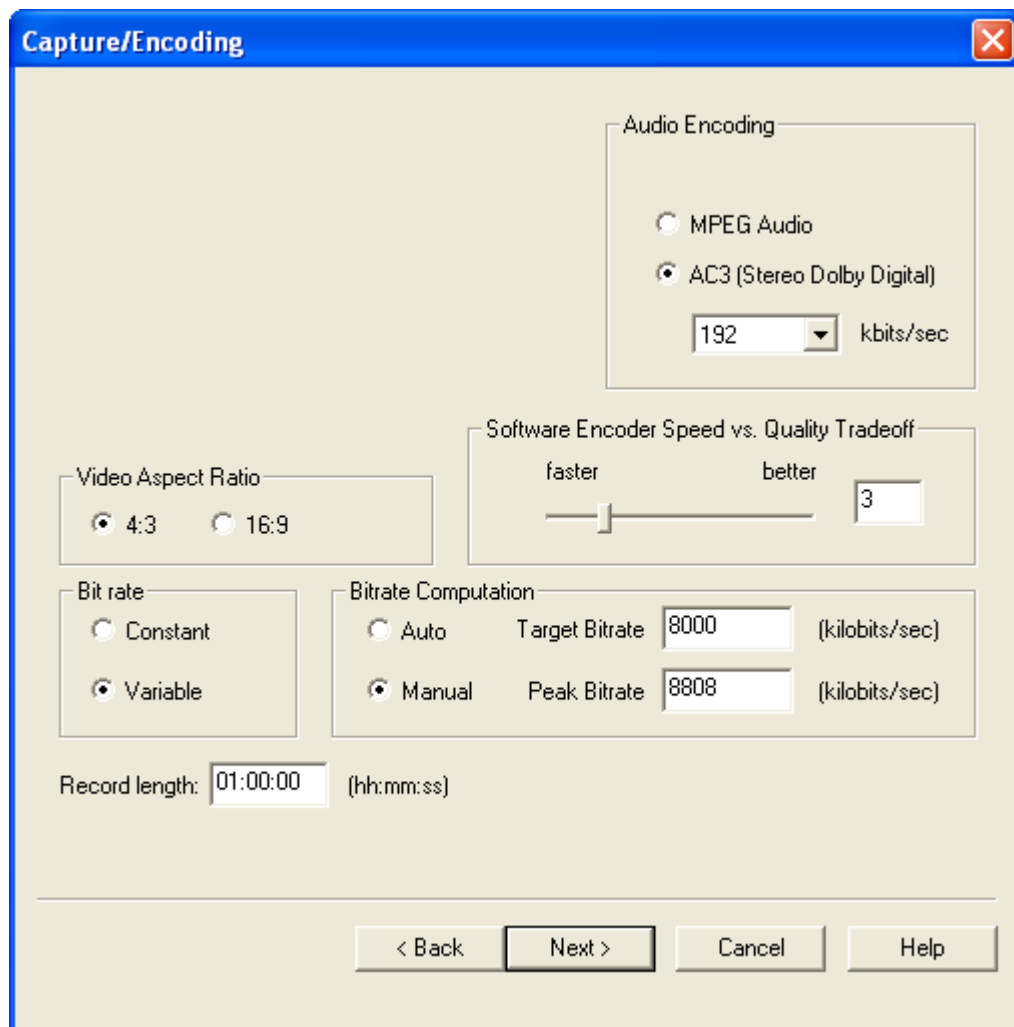 Capture/Encoding
Audio Encoding
MPEG Audio
AC3 (Stereo Dolby Digital)
192 kbits/sec
Software Encoder Speed vs. Quality Tradeoff
faster better
3
Video Aspect Ratio
4:3 16:9
Bit rate
Constant
Variable
Bitrate Computation
Auto Target Bitrate 8000 (kilobits/sec)
Manual Peak Bitrate 8808 (kilobits/sec)
Record length: 01:00:00 (hh:mm:ss)
< Back Next > Cancel Help